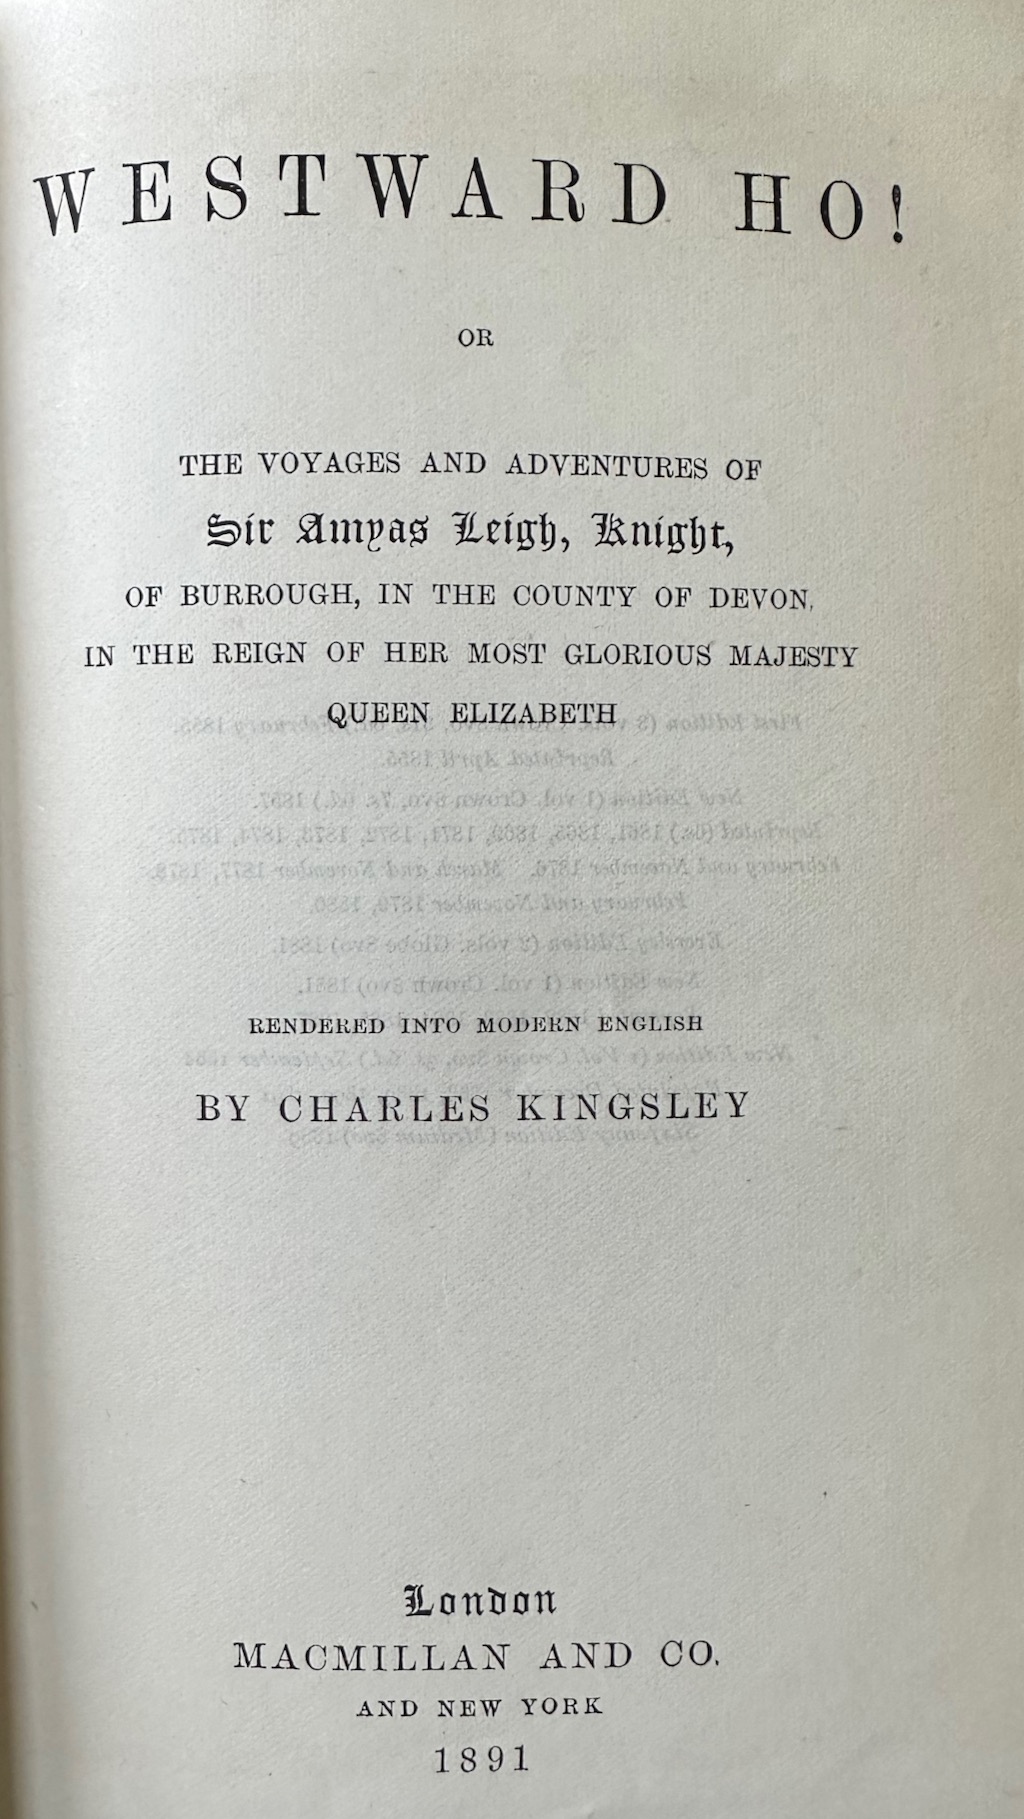 WESTWARD HO!
OR
THE VOYAGES AND ADVENTURES OF
Sir Amyas Leigh, Knight,
OF BURROUGH, IN THE COUNTY OF DEVON,
IN THE REIGN OF HER MOST GLORIOUS MAJESTY
QUEEN ELIZABETH
RENDERED INTO MODERN ENGLISH
BY CHARLES KINGSLEY
London
MACMILLAN AND CO.
AND NEW YORK
1891